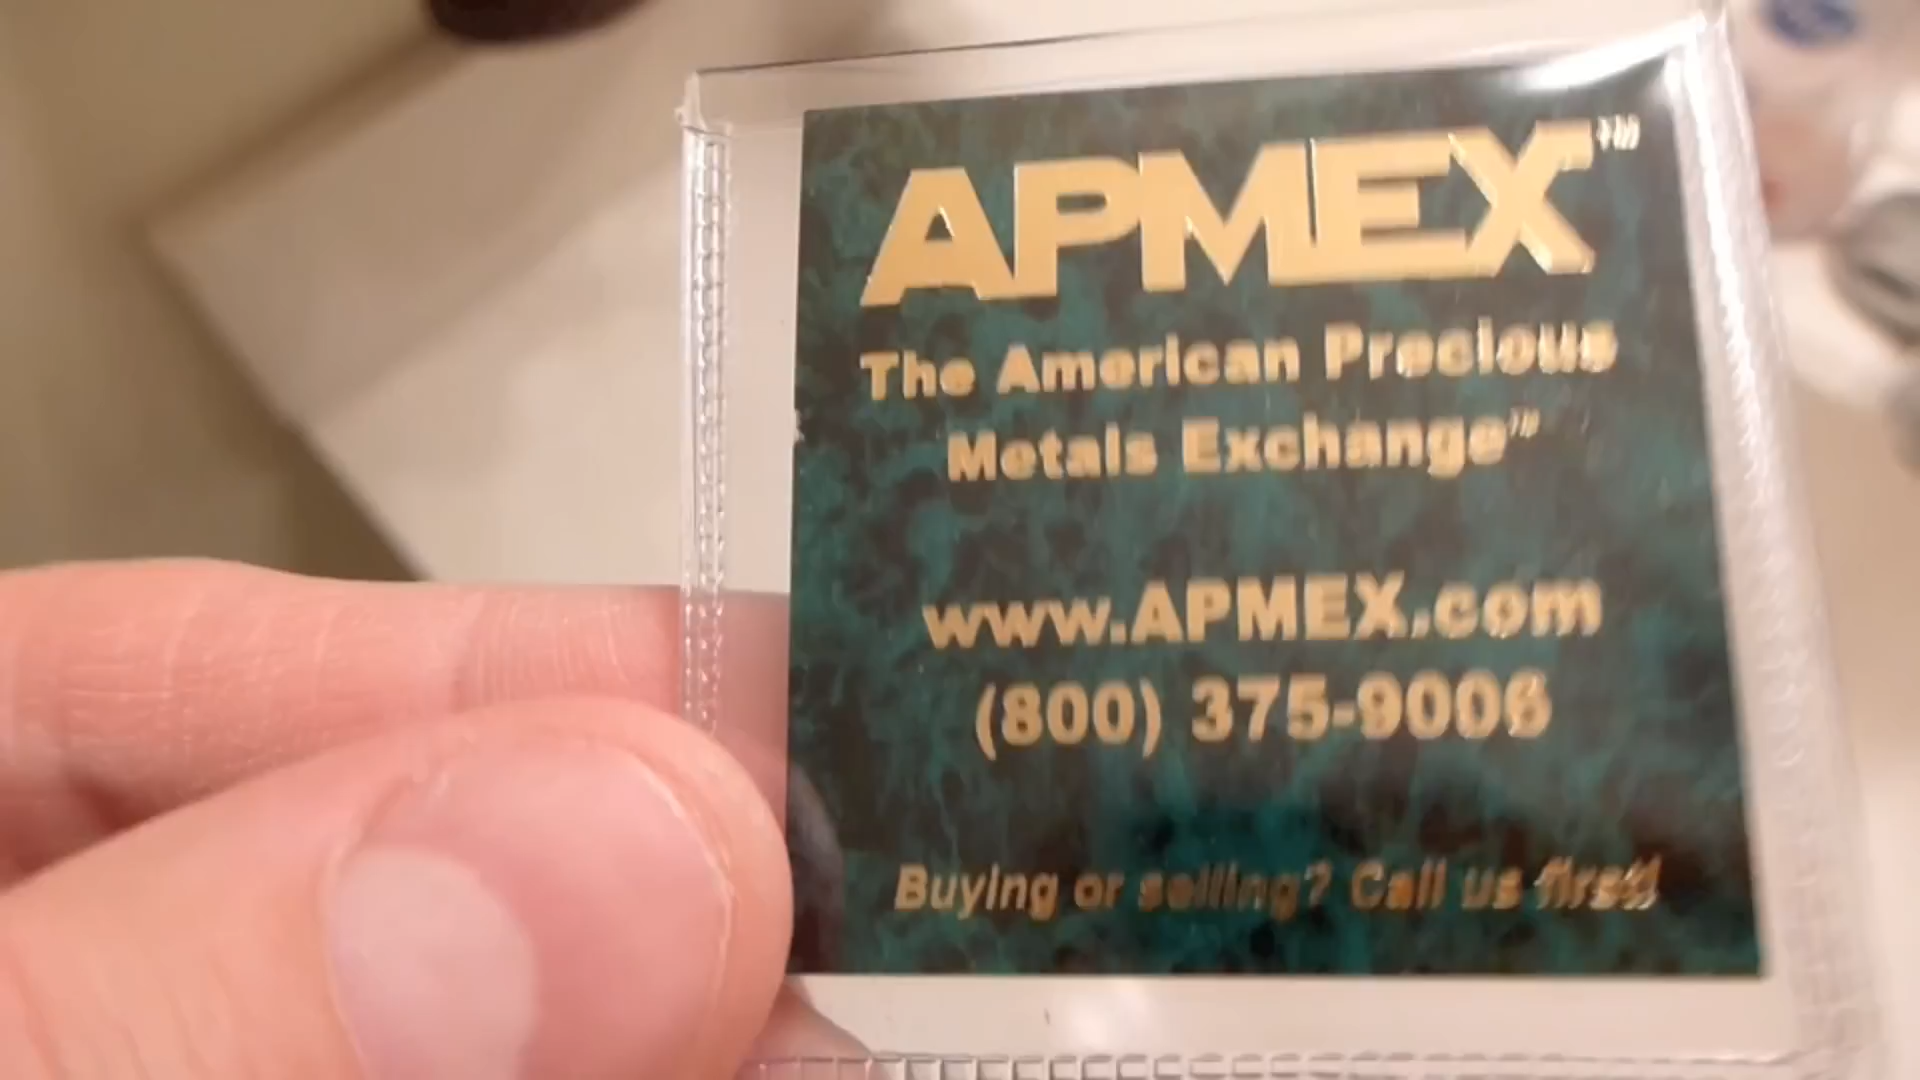 APMEX™
The American Precious
Metals Exchange™
www.APMEX.com
(800) 375-9006
Buying or selling? Call us first!